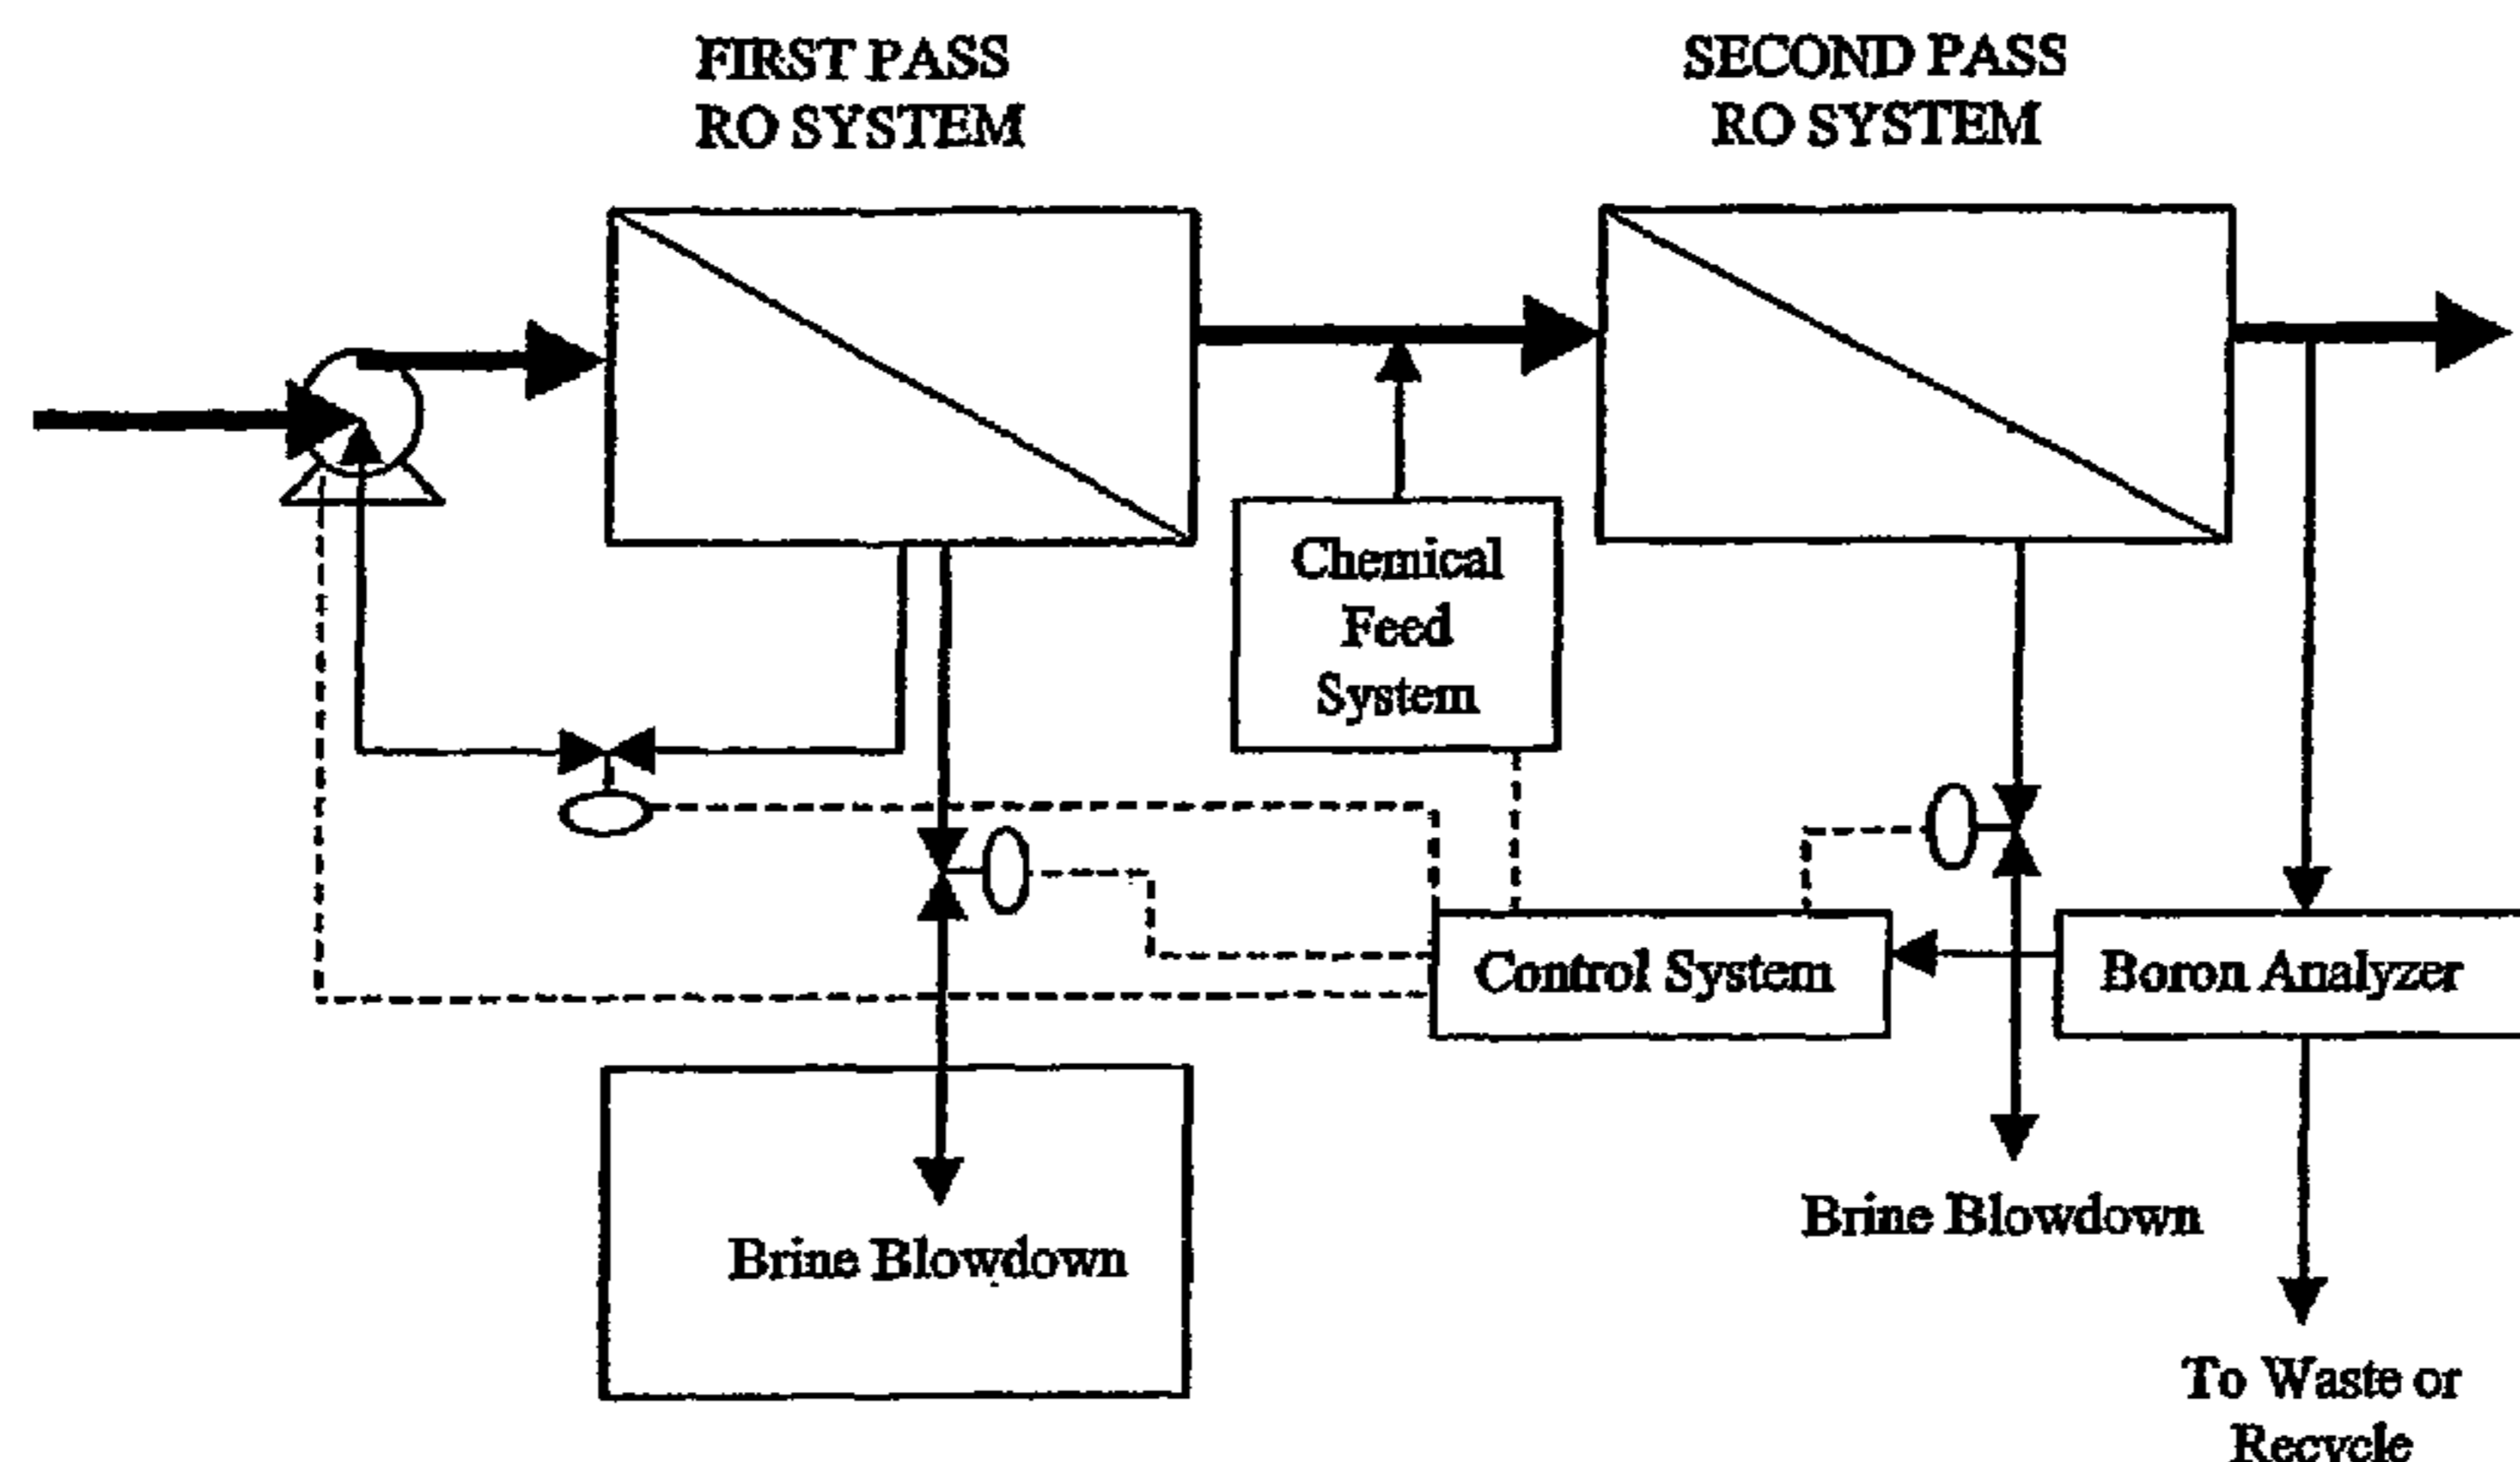 FIRST PASS
RO SYSTEM
SECOND PASS
RO SYSTEM
Chemical
Feed
System
Control System
Boron Analyzer
Brine Blowdown
Brine Blowdown
To Waste or
Recycle